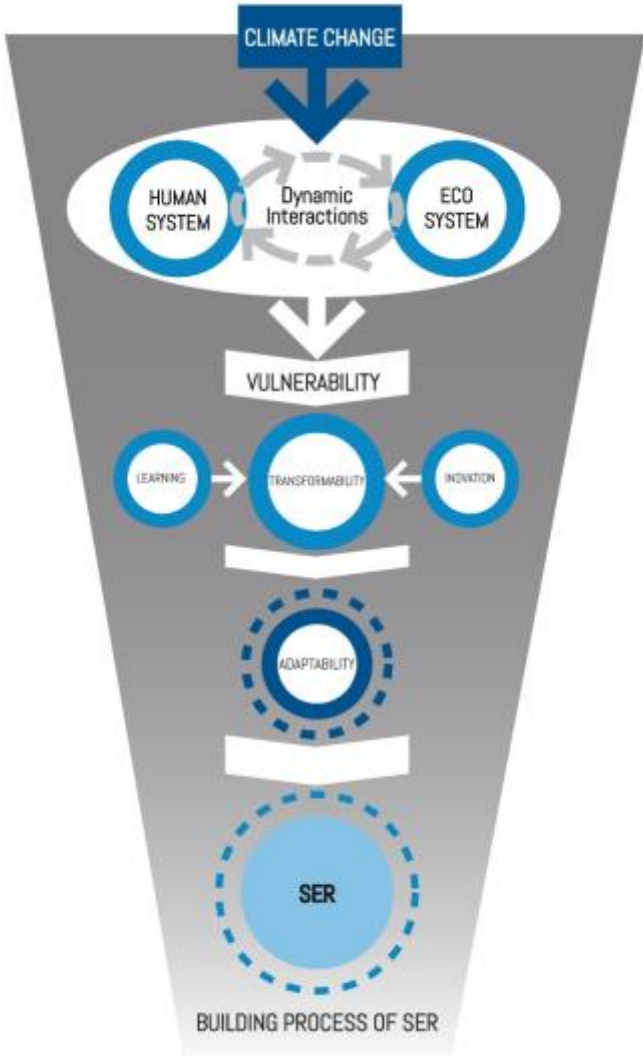 CLIMATE CHANGE
HUMAN
SYSTEM
Dynamic
Interactions
ECO
SYSTEM
VULNERABILITY
LEARNING
TRANSFORMABILITY
INOVATION
ADAPTABILITY
SER
BUILDING PROCESS OF SER